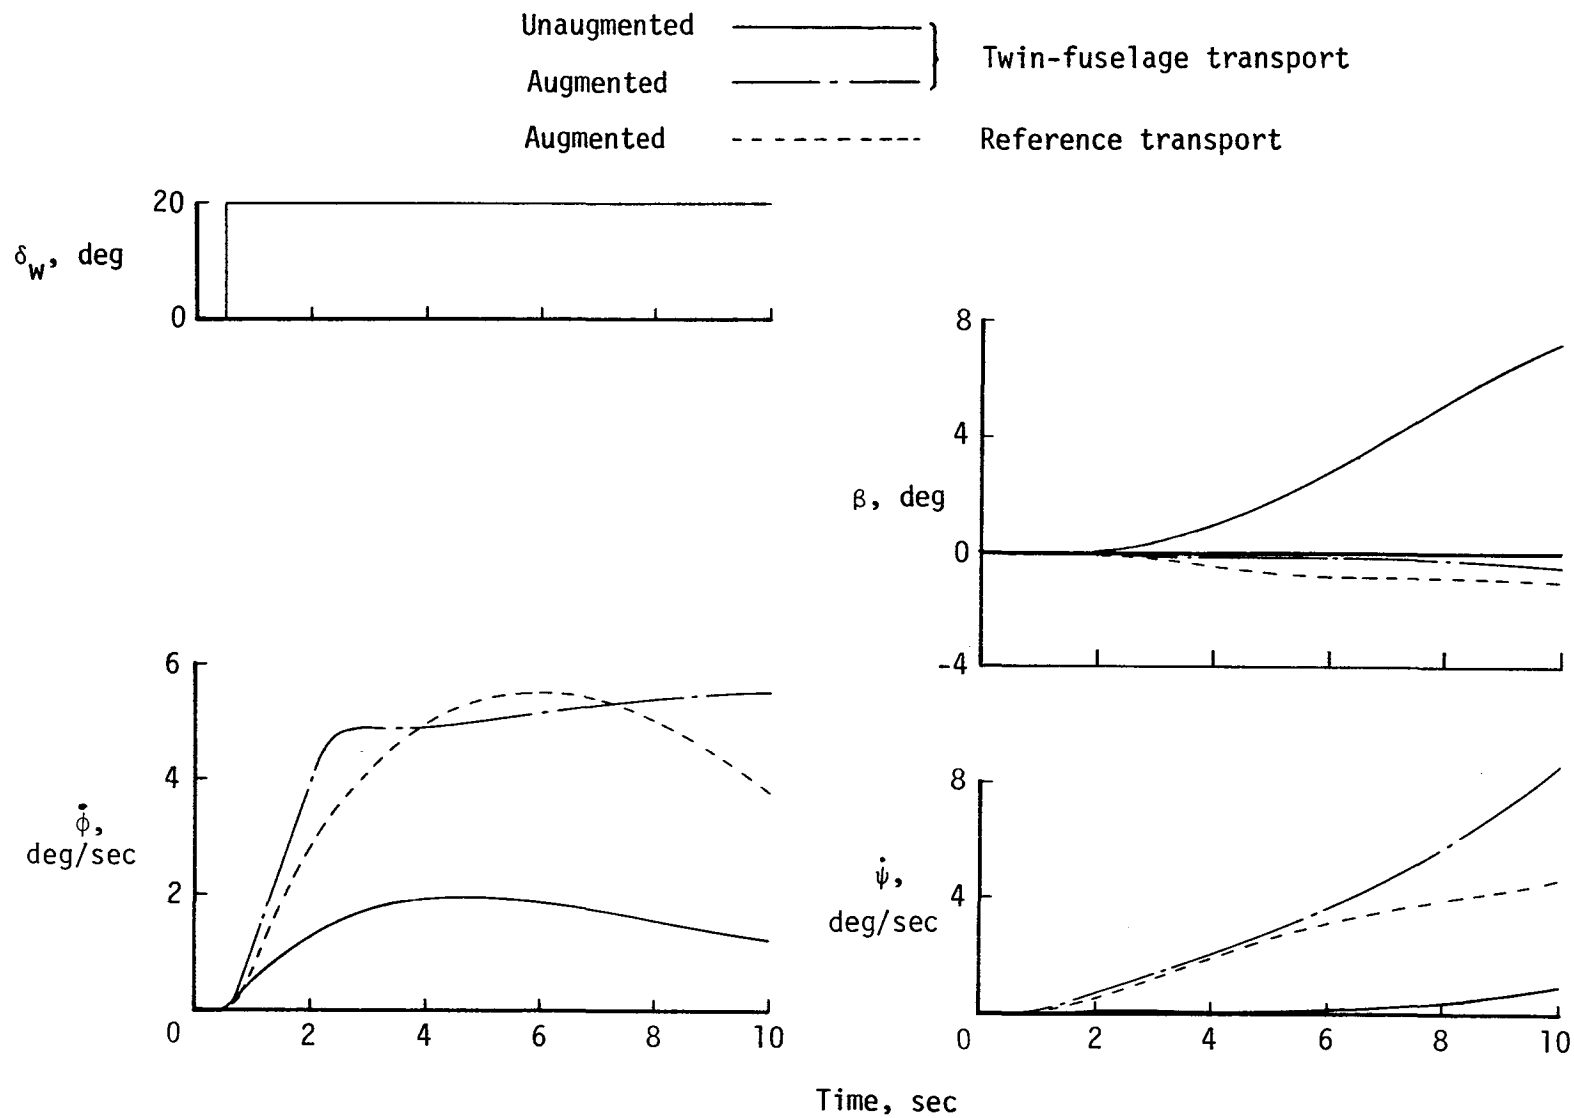 Unaugmented
Augmented
Twin-fuselage transport
Augmented
Reference transport
20
δw, deg
0
8
4
β, deg
0
-4
6
4
2
φ̇,
deg/sec
0 2 4 6 8 10
8
4
ψ̇,
deg/sec
0 2 4 6 8 10
Time, sec